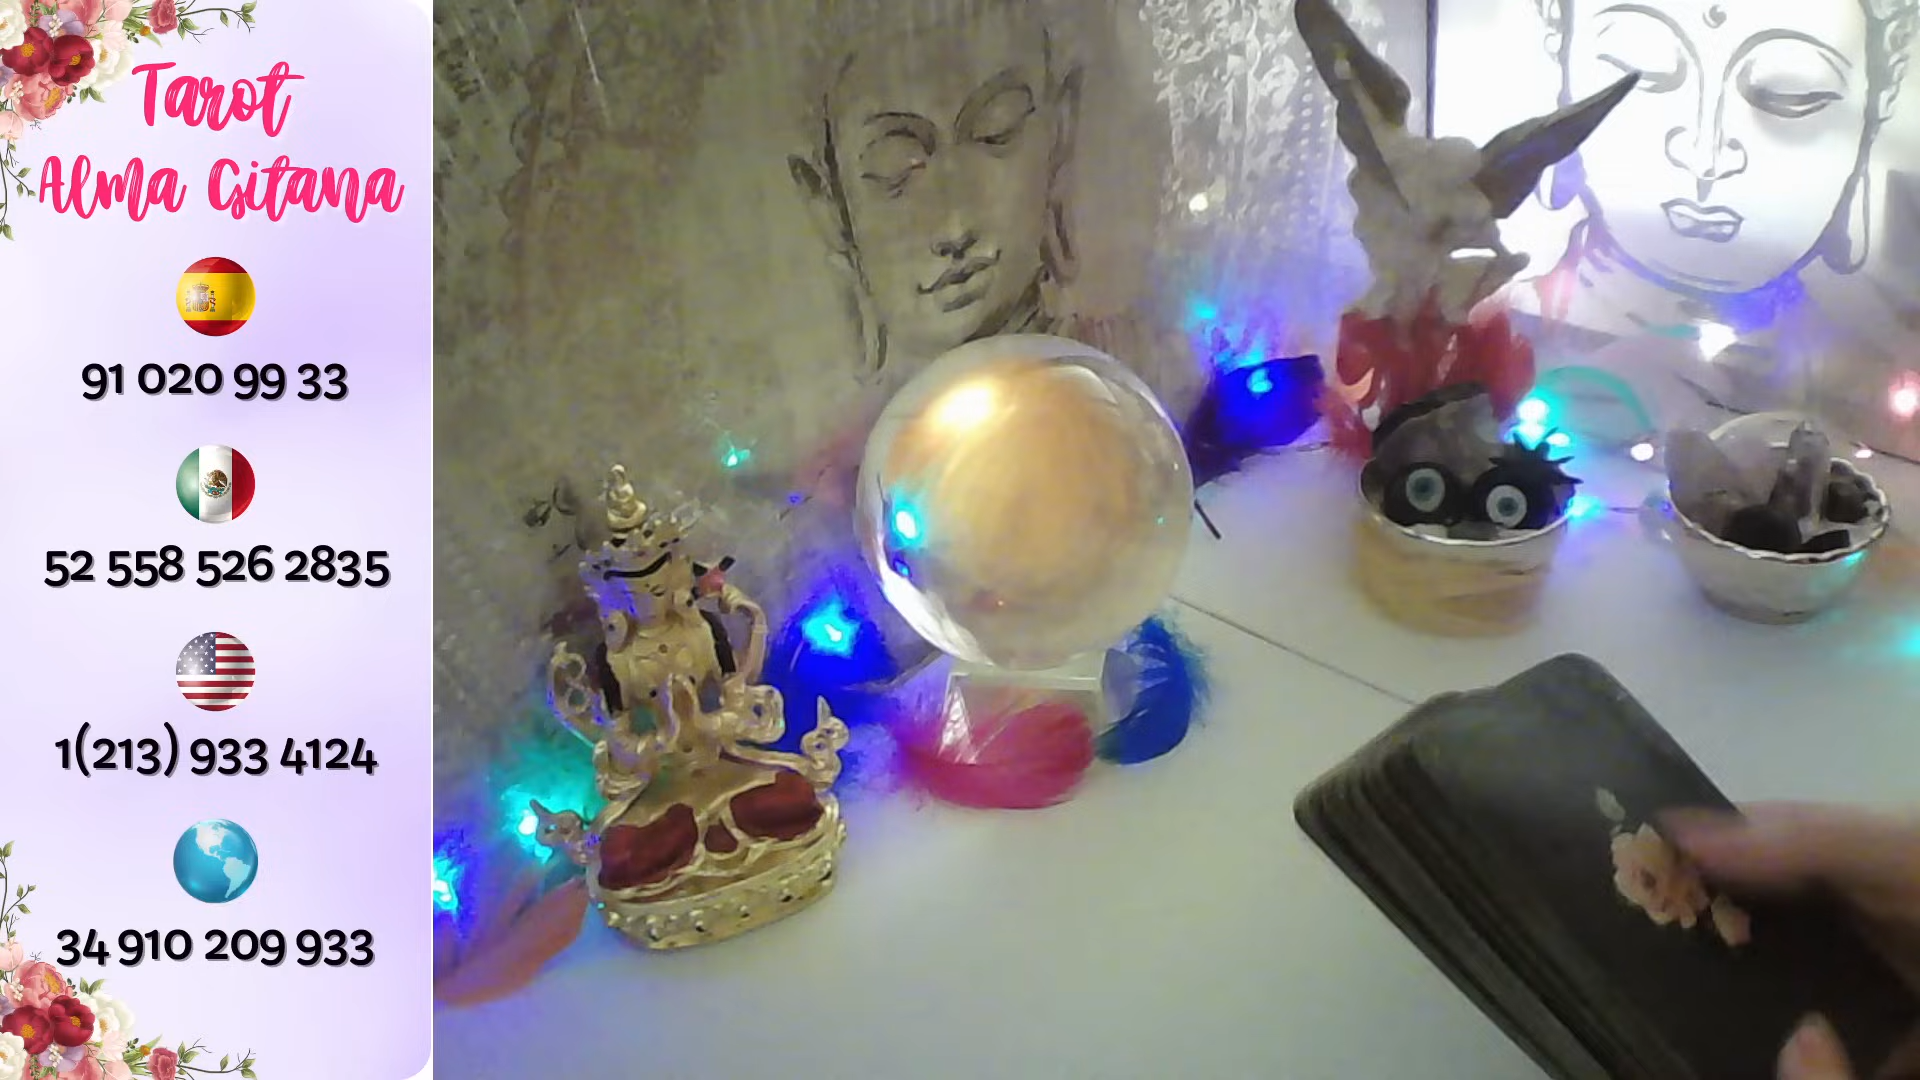 Tarot
Alma Gitana
91 020 99 33
52 558 526 2835
1(213) 933 4124
34 910 209 933